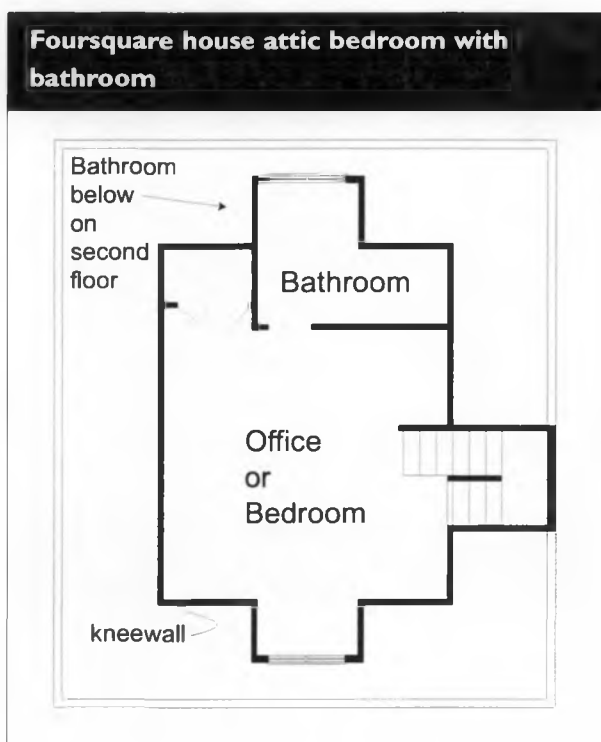 Foursquare house attic bedroom with
bathroom
Bathroom
below
on
second
floor
Bathroom
Office
or
Bedroom
kneewall